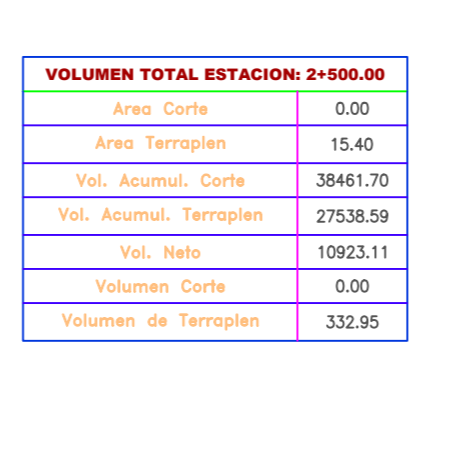 VOLUMEN TOTAL ESTACION: 2+500.00
Area Corte 0.00
Area Terraplen 15.40
Vol. Acumul. Corte 38461.70
Vol. Acumul. Terraplen 27538.59
Vol. Neto 10923.11
Volumen Corte 0.00
Volumen de Terraplen 332.95